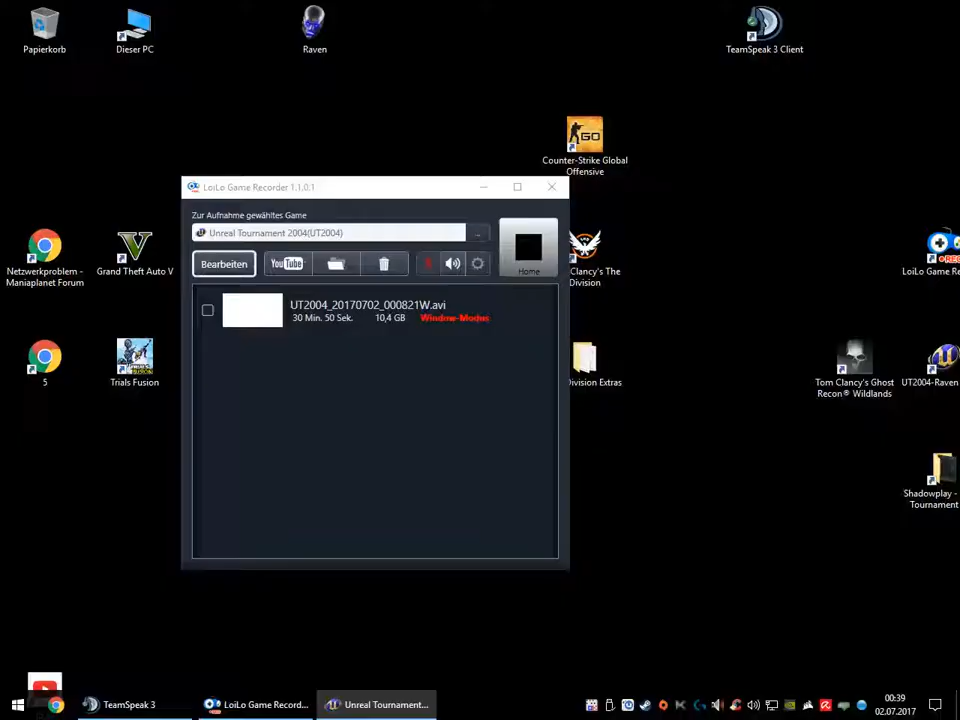 Papierkorb
Dieser PC
Raven
TeamSpeak 3 Client
GO
Counter-Strike Global
Offensive
LoiLo Game Recorder 1.1.0.1
Zur Aufnahme gewähltes Game
Unreal Tournament 2004(UT2004)
...
Home
Bearbeiten
YouTube
UT2004_20170702_000821W.avi
30 Min. 50 Sek.
10,4 GB
Window-Modus
Netzwerkproblem -
Maniaplanet Forum
Grand Theft Auto V
Clancy's The
Division
REC
LoiLo Game Re
5
Trials Fusion
Division Extras
Tom Clancy's Ghost
Recon® Wildlands
UT2004-Raven
Shadowplay -
Tournament
TeamSpeak 3
LoiLo Game Record...
Unreal Tournament...
00:39
02.07.2017